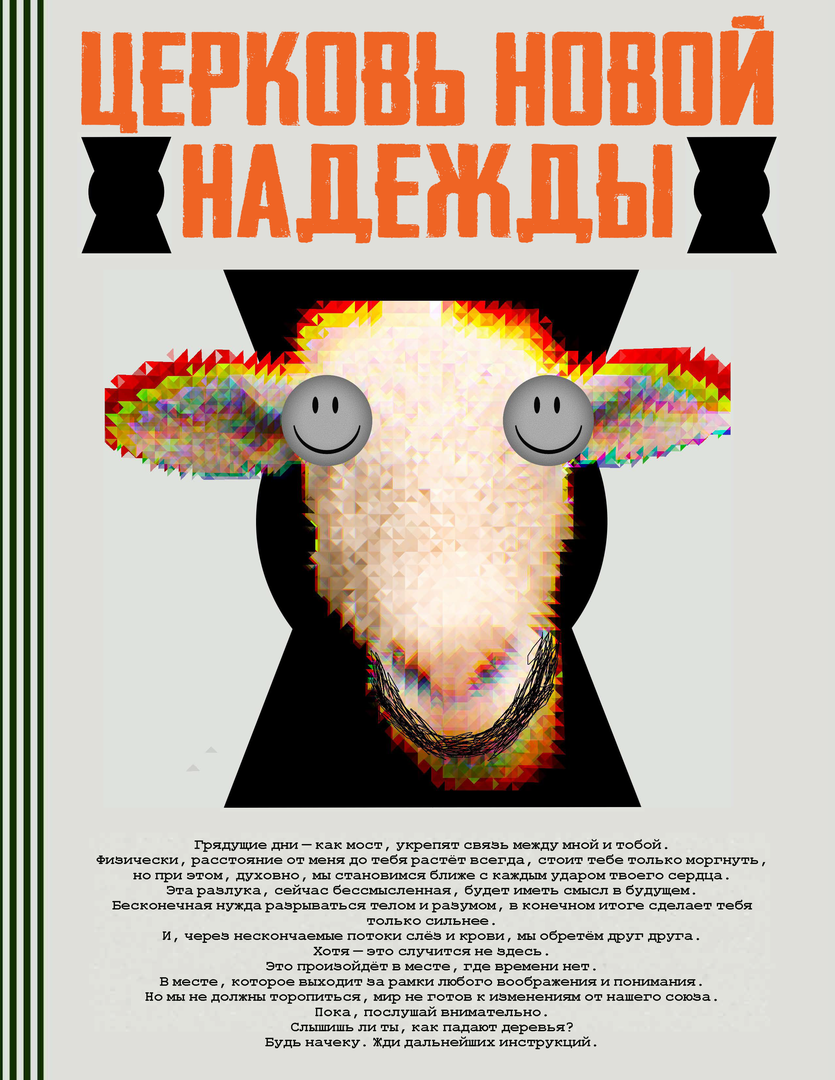 ЦЕРКОВЬ НОВОЙ
НАДЕЖДЫ
Грядущие дни — как мост, укрепят связь между мной и тобой.
Физически, расстояние от меня до тебя растёт всегда, стоит тебе только моргнуть,
но при этом, духовно, мы становимся ближе с каждым ударом твоего сердца.
Эта разлука, сейчас бессмысленная, будет иметь смысл в будущем.
Бесконечная нужда разрываться телом и разумом, в конечном итоге сделает тебя
только сильнее.
И, через нескончаемые потоки слёз и крови, мы обретём друг друга.
Хотя — это случится не здесь.
Это произойдёт в месте, где времени нет.
В месте, которое выходит за рамки любого воображения и понимания.
Но мы не должны торопиться, мир не готов к изменениям от нашего союза.
Пока, послушай внимательно.
Слышишь ли ты, как падают деревья?
Будь начеку. Жди дальнейших инструкций.